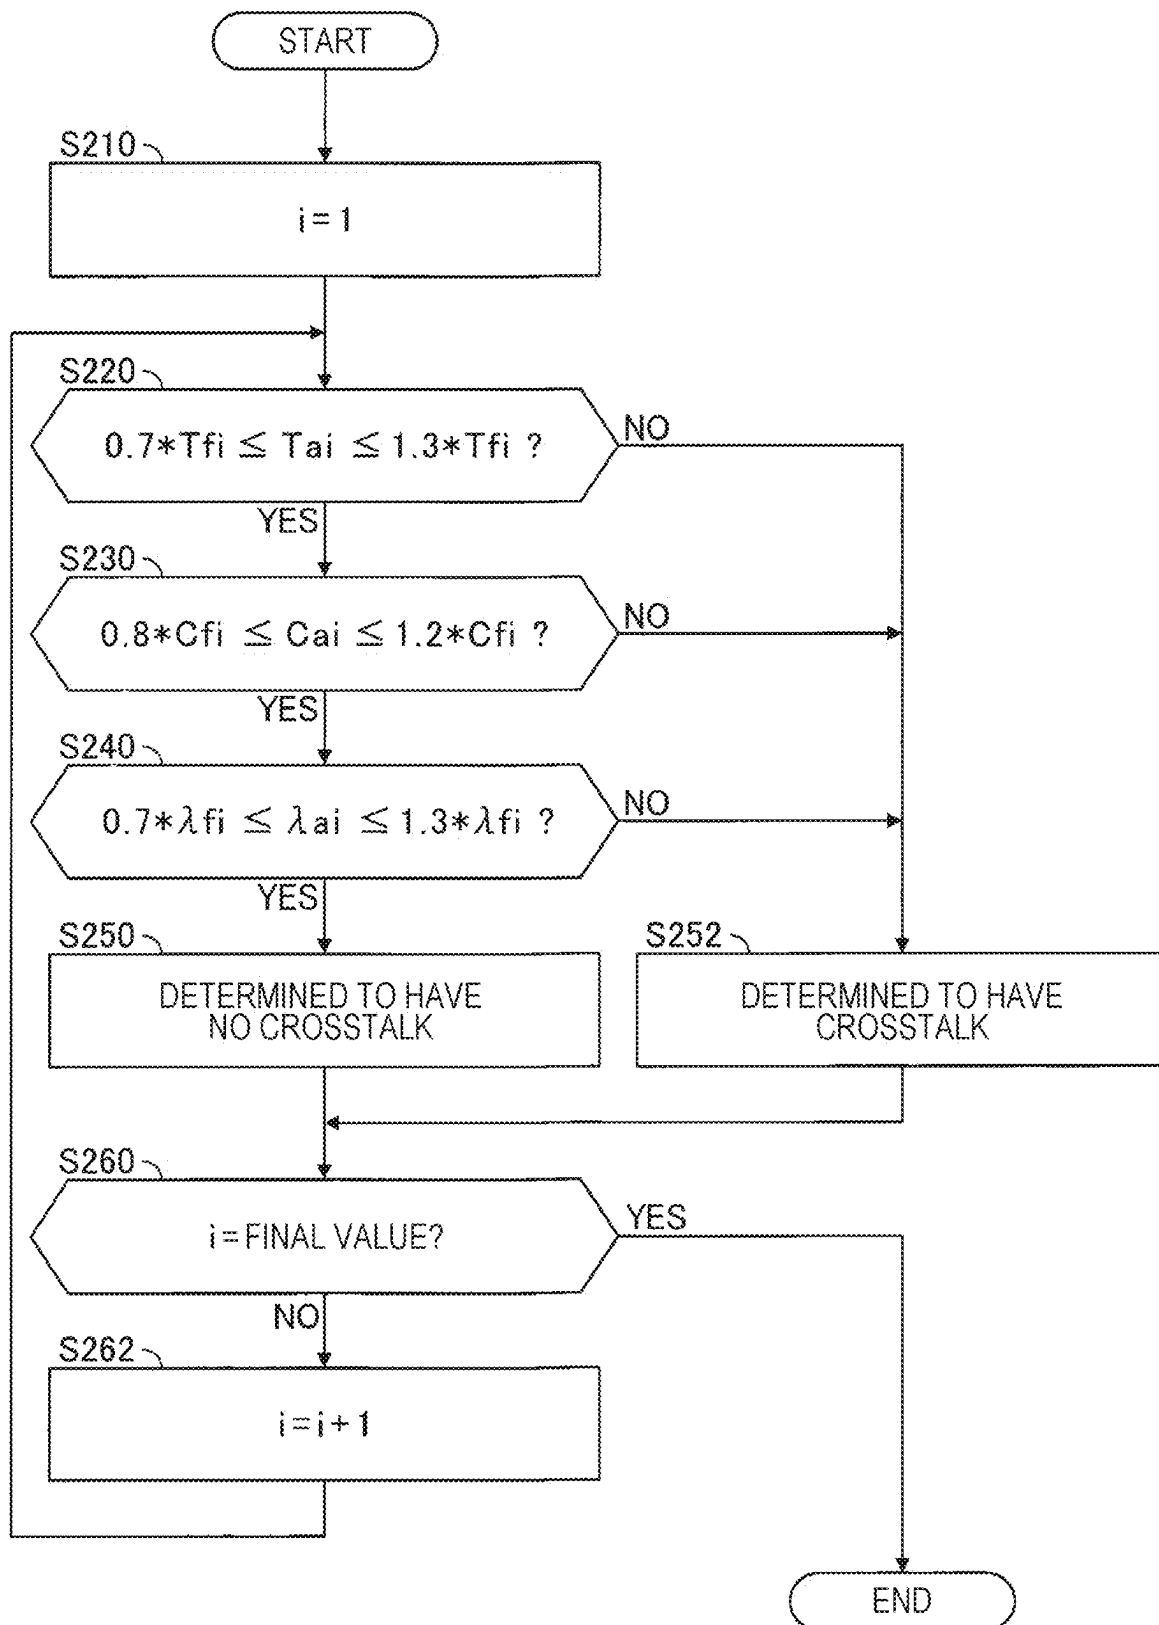 START
S210
i=1
S220
0.7*Tfi ≦ Tai ≦ 1.3*Tfi ?
NO
YES
S230
0.8*Cfi ≦ Cai ≦ 1.2*Cfi ?
NO
YES
S240
0.7*λfi ≦ λai ≦ 1.3*λfi ?
NO
YES
S250
DETERMINED TO HAVE
NO CROSSTALK
S252
DETERMINED TO HAVE
CROSSTALK
S260
i=FINAL VALUE?
YES
NO
S262
i=i+1
END